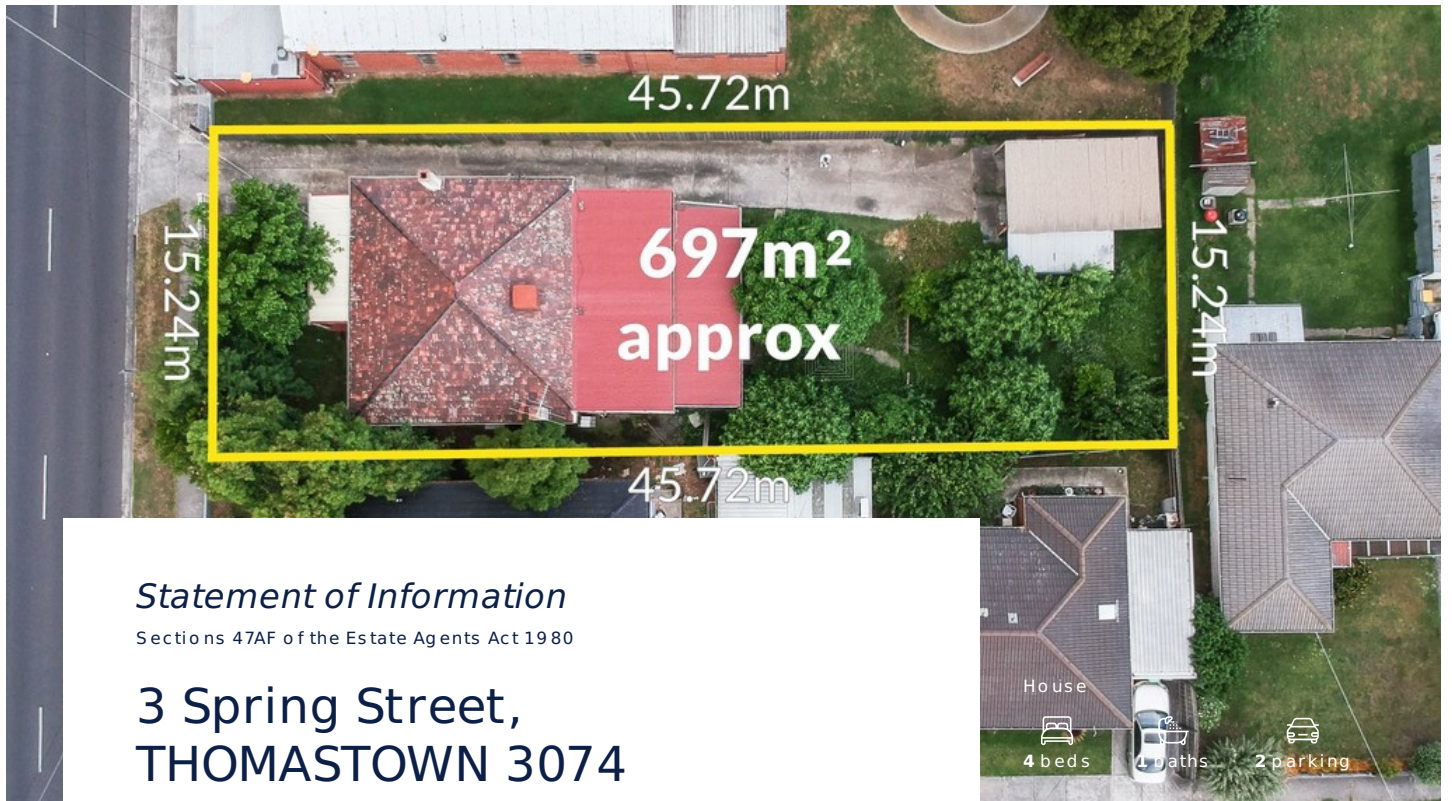 45.72m
15.24m
697m²
approx
15.24m
45.72m
Statement of Information
Sections 47AF of the Estate Agents Act 1980
3 Spring Street,
THOMASTOWN 3074
House
4 beds
1 baths
2 parking